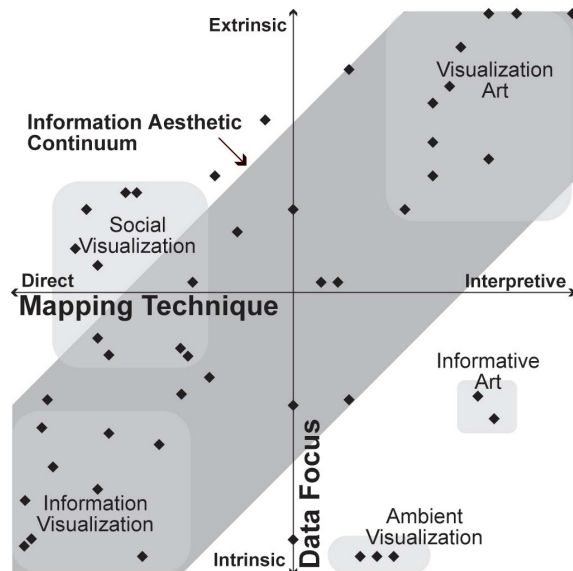 Extrinsic
Visualization
Art
Information Aesthetic
Continuum
Social
Visualization
Direct
Interpretive
Mapping Technique
Informative
Art
Data Focus
Information
Visualization
Ambient
Visualization
Intrinsic